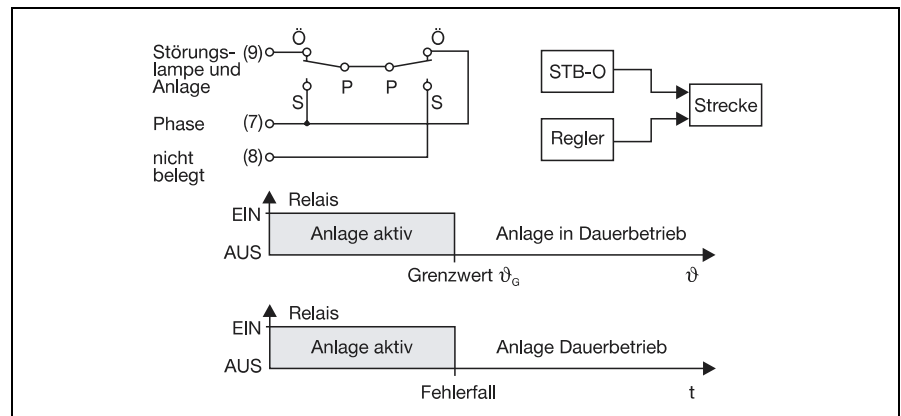 Ö Ö
Störungs- (9)
lampe und
Anlage
P P
S S
Phase (7)
nicht (8)
belegt
STB-O
Strecke
Regler
Relais
EIN
Anlage aktiv Anlage in Dauerbetrieb
AUS
Grenzwert ϑG ϑ
Relais
EIN
Anlage aktiv Anlage Dauerbetrieb
AUS
Fehlerfall t